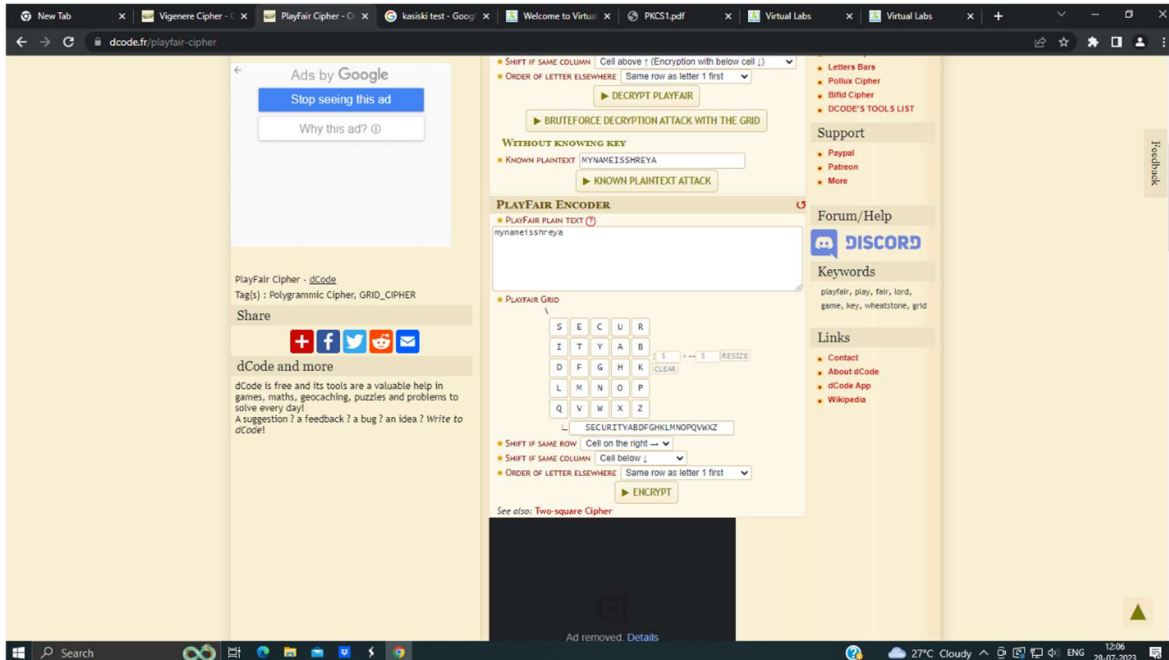 New Tab
Vigenere Cipher - (
PlayFair Cipher - O
kasiski test - Goog
Welcome to Virtu
PKCS1.pdf
Virtual Labs
Virtual Labs
dcode.fr/playfair-cipher
Ads by Google
Stop seeing this ad
Why this ad?
PlayFair Cipher - dCode
Tag(s) : Polygrammic Cipher, GRID_CIPHER
Share
dCode and more
dCode is free and its tools are a valuable help in
games, maths, geocaching, puzzles and problems to
solve every day!
A suggestion ? a feedback ? a bug ? an idea ? Write to
dCode!
★ SHIFT IF SAME COLUMN Cell above ↑ (Encryption with below cell ↓)
★ ORDER OF LETTER ELSEWHERE Same row as letter 1 first
▶ DECRYPT PLAYFAIR
▶ BRUTEFORCE DECRYPTION ATTACK WITH THE GRID
WITHOUT KNOWING KEY
★ KNOWN PLAINTEXT MYNAMEISSHREYA
▶ KNOWN PLAINTEXT ATTACK
PLAYFAIR ENCODER
★ PLAYFAIR PLAIN TEXT (?)
mynameisshreya
★ PLAYFAIR GRID
\
S E C U R
I T Y A B
D F G H K
L M N O P
Q V W X Z
↕ 5 × ↔ 5 RESIZE
CLEAR
SECURITYABDFGHKLMNOPQVWXZ
★ SHIFT IF SAME ROW Cell on the right →
★ SHIFT IF SAME COLUMN Cell below ↓
★ ORDER OF LETTER ELSEWHERE Same row as letter 1 first
▶ ENCRYPT
See also: Two-square Cipher
Ad removed. Details
Letters Bars
Pollux Cipher
Bifid Cipher
DCODE'S TOOLS LIST
Support
Paypal
Patreon
More
Forum/Help
DISCORD
Keywords
playfair, play, fair, lord,
game, key, wheatstone, grid
Links
Contact
About dCode
dCode App
Wikipedia
Feedback
Search
27°C Cloudy
ENG
12:06
28-07-2023